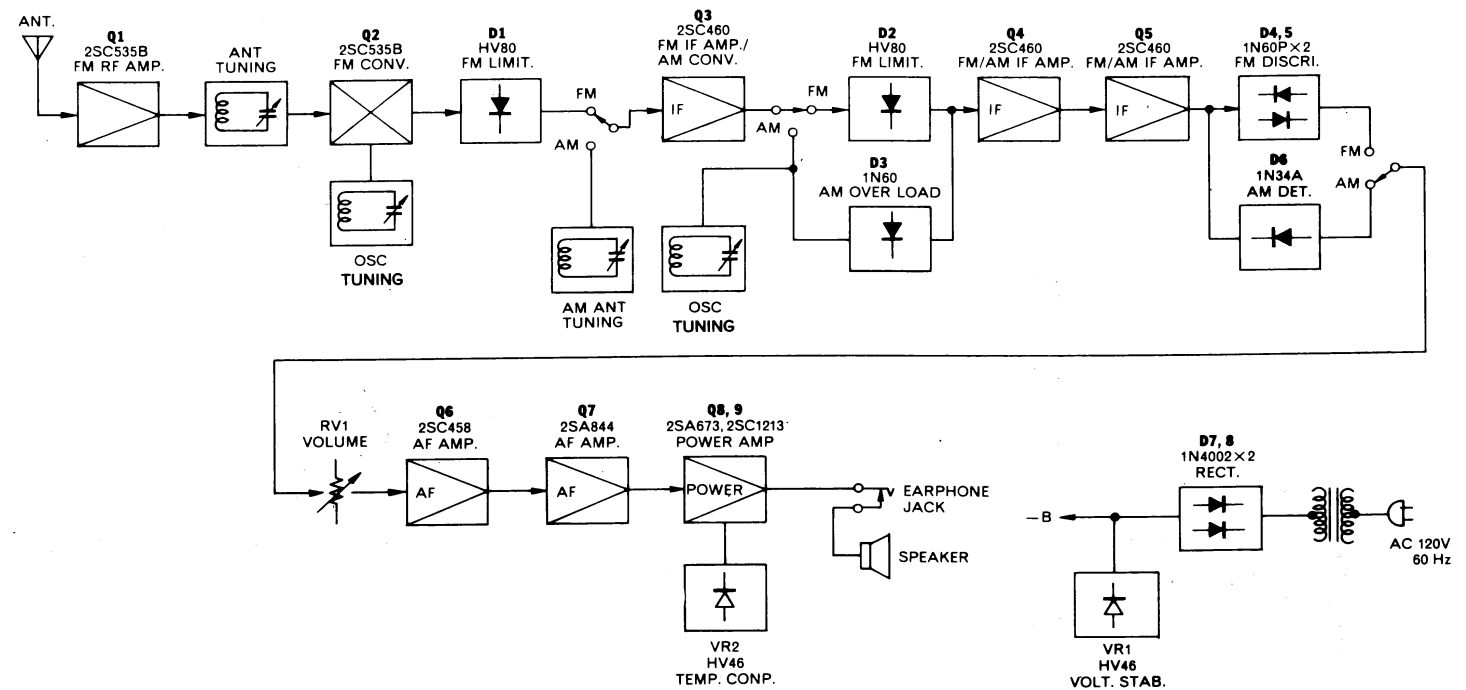 ANT.
Q1
2SC535B
FM RF AMP.
ANT
TUNING
Q2
2SC535B
FM CONV.
OSC
TUNING
D1
HV80
FM LIMIT.
FM
AM
AM ANT
TUNING
Q3
2SC460
FM IF AMP./
AM CONV.
IF
FM
AM
OSC
TUNING
D2
HV80
FM LIMIT.
D3
1N60
AM OVER LOAD
Q4
2SC460
FM/AM IF AMP.
IF
Q5
2SC460
FM/AM IF AMP.
IF
D4, 5
1N60P×2
FM DISCRI.
FM
AM
D6
1N34A
AM DET.
RV1
VOLUME
Q6
2SC458
AF AMP.
AF
Q7
2SA844
AF AMP.
AF
Q8, 9
2SA673, 2SC1213
POWER AMP
POWER
EARPHONE
JACK
SPEAKER
VR2
HV46
TEMP. CONP.
−B
D7, 8
1N4002×2
RECT.
AC 120V
60 Hz
VR1
HV46
VOLT. STAB.